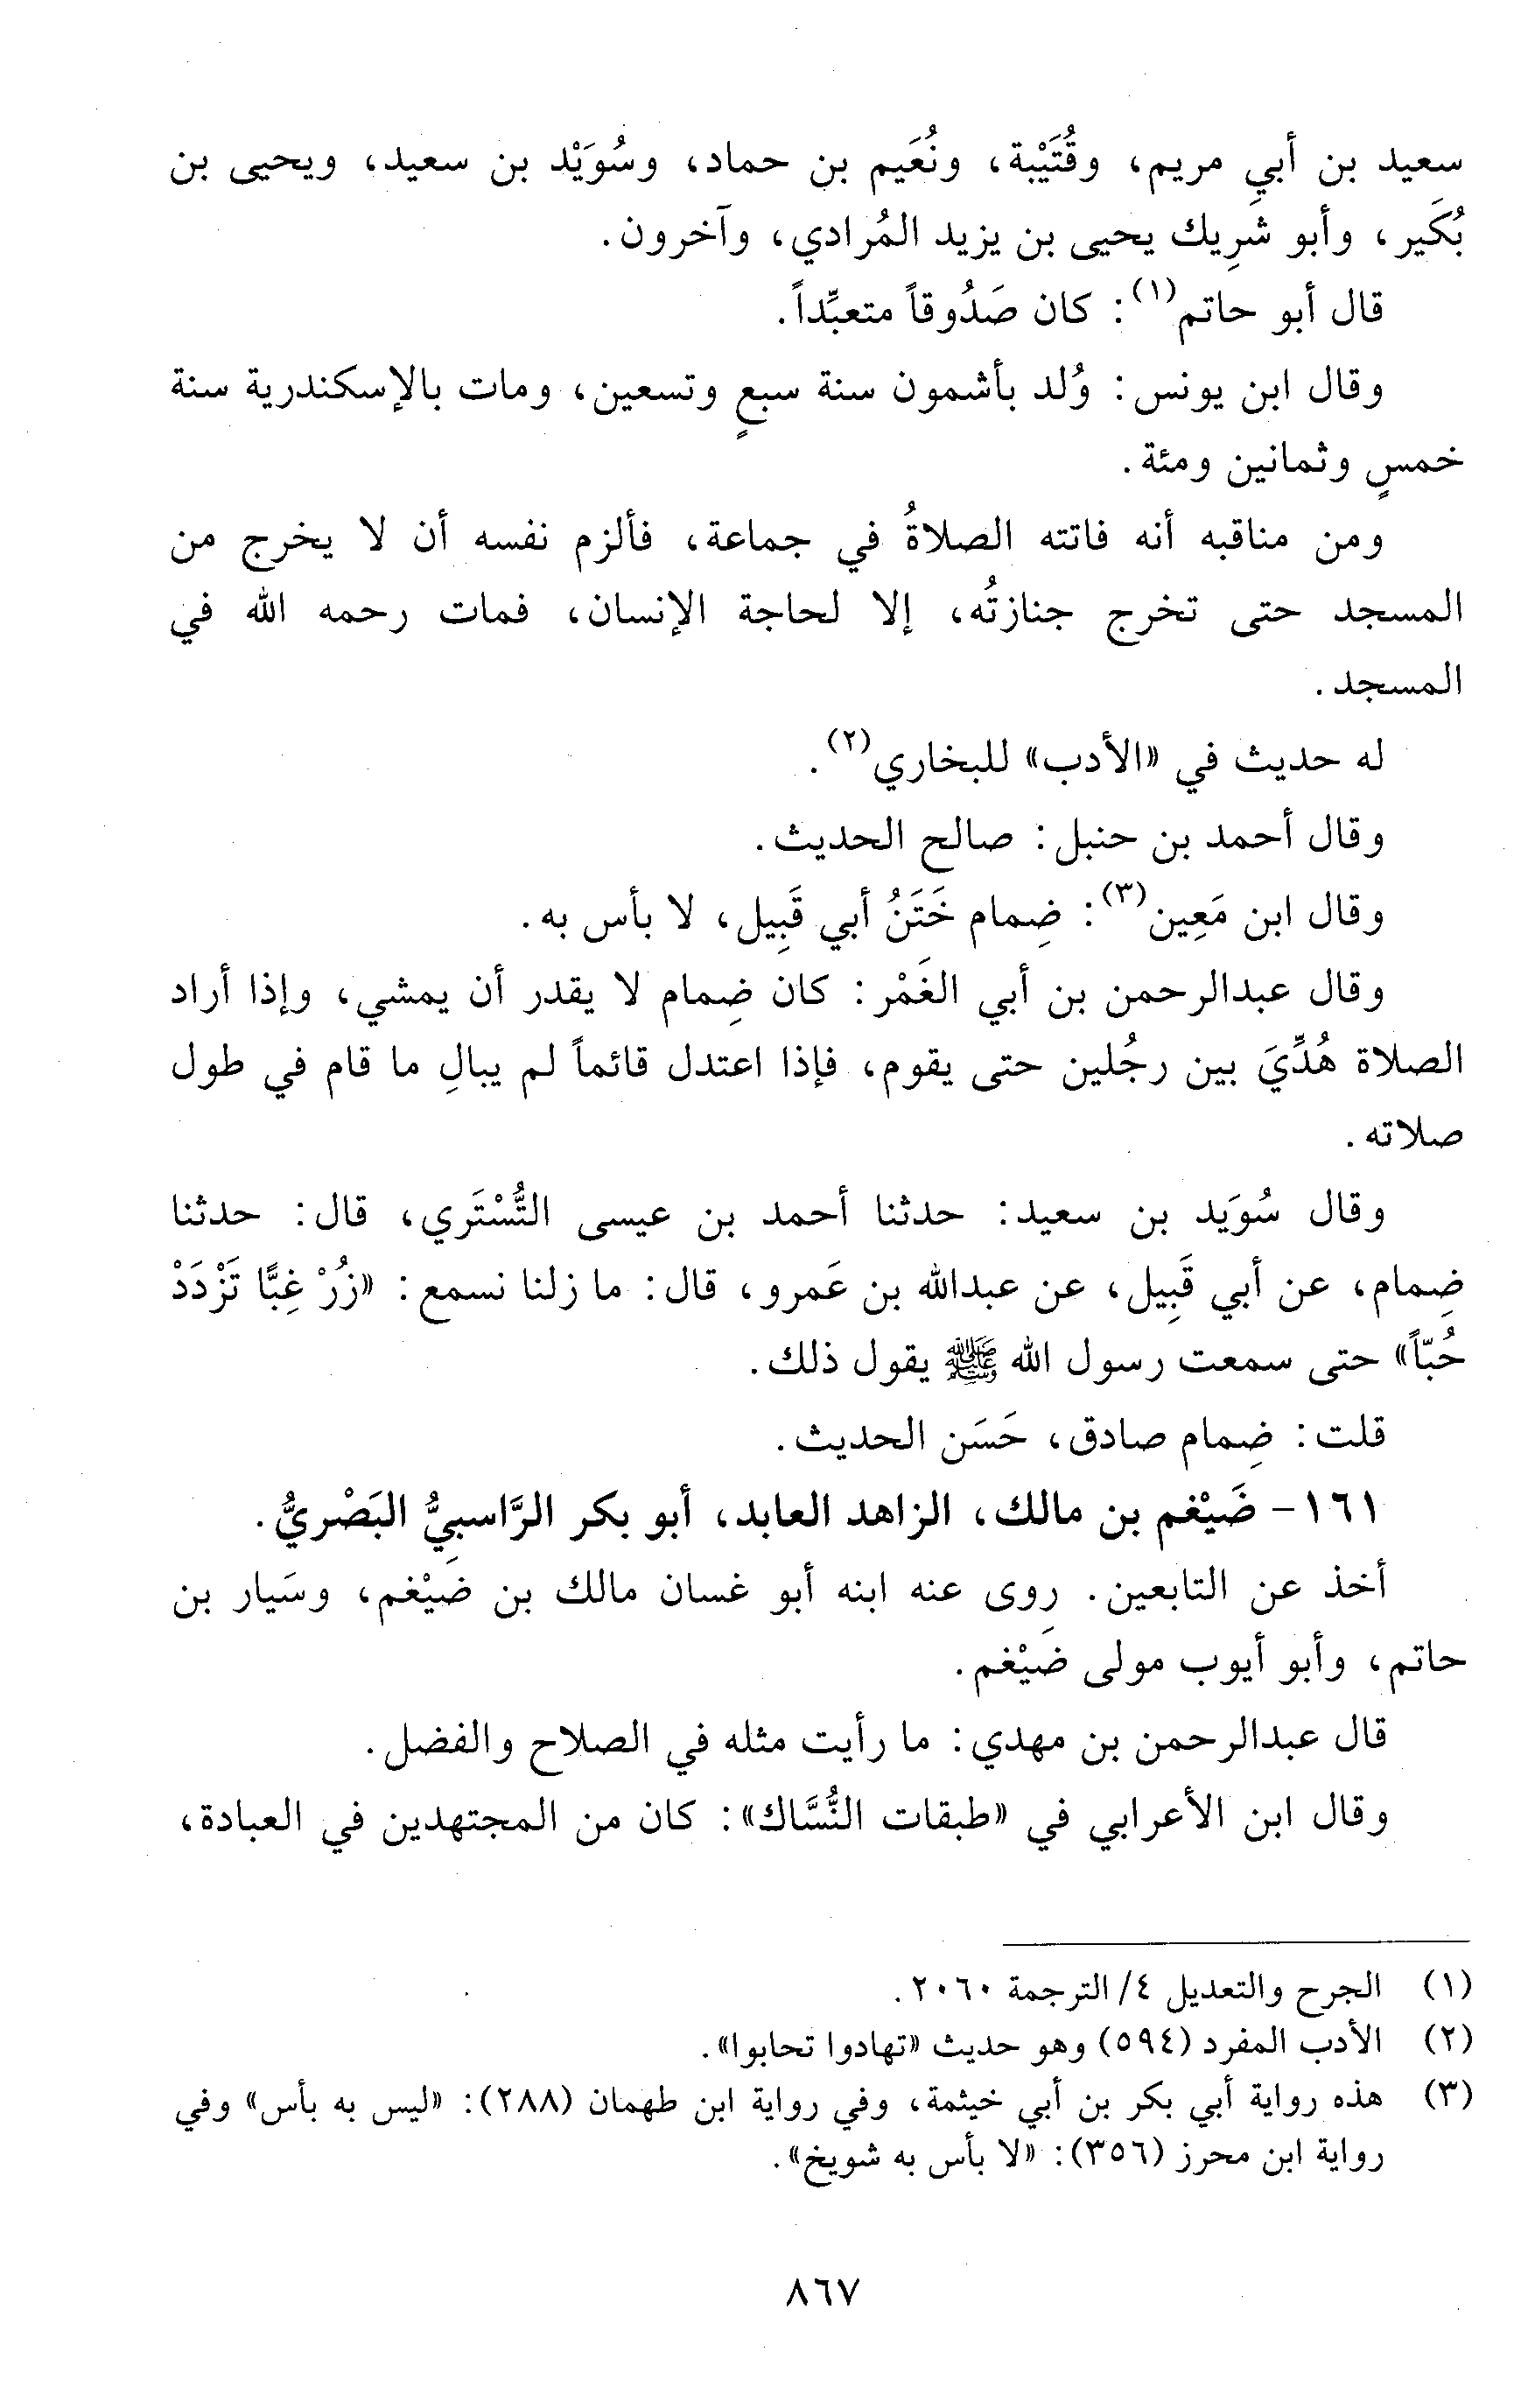 سعيد بن أبي مريم، وقُتَيْبة، ونُعَيم بن حماد، وسُوَيْد بن سعيد، ويحيى بن
بُكَير، وأبو شَرِيك يحيى بن يزيد المُرادي، وآخرون.
قال أبو حاتم(١): كان صَدُوقاً متعبِّداً.
وقال ابن يونس: وُلد بأشمون سنة سبعٍ وتسعين، ومات بالإسكندرية سنة
خمسٍ وثمانين ومئة.
ومن مناقبه أنه فاتته الصلاةُ في جماعة، فألزم نفسه أن لا يخرج من
المسجد حتى تخرج جنازتُه، إلا لحاجة الإنسان، فمات رحمه الله في
المسجد.
له حديث في «الأدب» للبخاري(٢).
وقال أحمد بن حنبل: صالح الحديث.
وقال ابن مَعِين(٣): ضِمام خَتَنُ أبي قَبِيل، لا بأس به.
وقال عبدالرحمن بن أبي الغَمْر: كان ضِمام لا يقدر أن يمشي، وإذا أراد
الصلاة هُدِّيَ بين رجُلين حتى يقوم، فإذا اعتدل قائماً لم يبالِ ما قام في طول
صلاته.
وقال سُوَيد بن سعيد: حدثنا أحمد بن عيسى التُّسْتَري، قال: حدثنا
ضِمام، عن أبي قَبِيل، عن عبدالله بن عَمرو، قال: ما زلنا نسمع: «زُرْ غِبًّا تَزْدَدْ
حُبّاً» حتى سمعت رسول الله ﷺ يقول ذلك.
قلت: ضِمام صادق، حَسَن الحديث.
١٦١- ضَيْغم بن مالك، الزاهد العابد، أبو بكر الرَّاسبِيُّ البَصْريُّ.
أخذ عن التابعين. رِوى عنه ابنه أبو غسان مالك بن ضَيْغم، وسَيار بن
حاتم، وأبو أيوب مولى ضَيْغم.
قال عبدالرحمن بن مهدي: ما رأيت مثله في الصلاح والفضل.
وقال ابن الأعرابي في «طبقات النُّسَّاك»: كان من المجتهدين في العبادة،
(١) الجرح والتعديل ٤/ الترجمة ٢٠٦٠.
(٢) الأدب المفرد (٥٩٤) وهو حديث «تهادوا تحابوا».
(٣) هذه رواية أبي بكر بن أبي خيثمة، وفي رواية ابن طهمان (٢٨٨): «ليس به بأس» وفي
رواية ابن محرز (٣٥٦): «لا بأس به شويخ».
٨٦٧